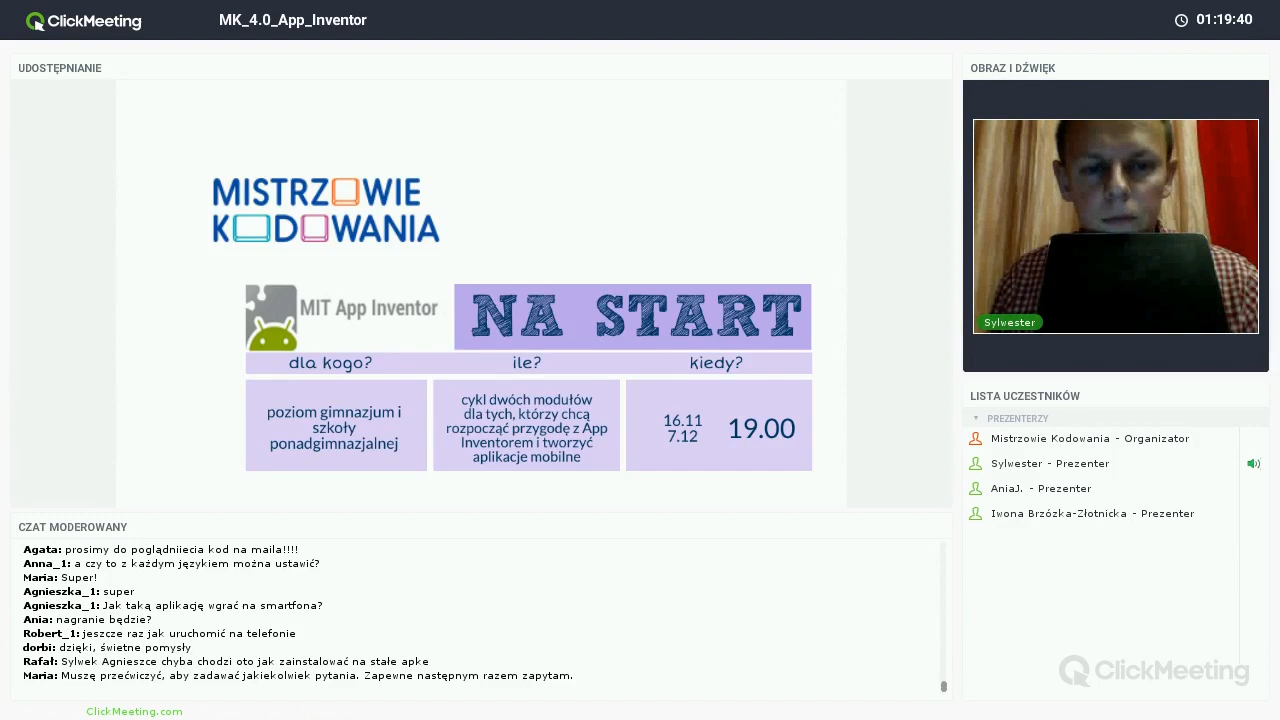 ClickMeeting
MK_4.0_App_Inventor
01:19:40
UDOSTĘPNIANIE
MISTRZOWIE
KODOWANIA
MIT App Inventor
NA START
dla kogo?
ile?
kiedy?
poziom gimnazjum i
szkoły
ponadgimnazjalnej
cykl dwóch modułów
dla tych, którzy chcą
rozpocząć przygodę z App
Inventorem i tworzyć
aplikacje mobilne
16.11
7.12
19.00
OBRAZ I DŹWIĘK
Sylwester
LISTA UCZESTNIKÓW
PREZENTERZY
Mistrzowie Kodowania - Organizator
Sylwester - Prezenter
AniaJ. - Prezenter
Iwona Brzózka-Złotnicka - Prezenter
CZAT MODEROWANY
Agata: prosimy do poglądniiecia kod na maila!!!!
Anna_1: a czy to z każdym językiem można ustawić?
Maria: Super!
Agnieszka_1: super
Agnieszka_1: Jak taką aplikację wgrać na smartfona?
Ania: nagranie będzie?
Robert_1: jeszcze raz jak uruchomić na telefonie
dorbi: dzięki, świetne pomysły
Rafał: Sylwek Agnieszce chyba chodzi oto jak zainstalować na stałe apke
Maria: Muszę przećwiczyć, aby zadawać jakiekolwiek pytania. Zapewne następnym razem zapytam.
ClickMeeting
ClickMeeting.com